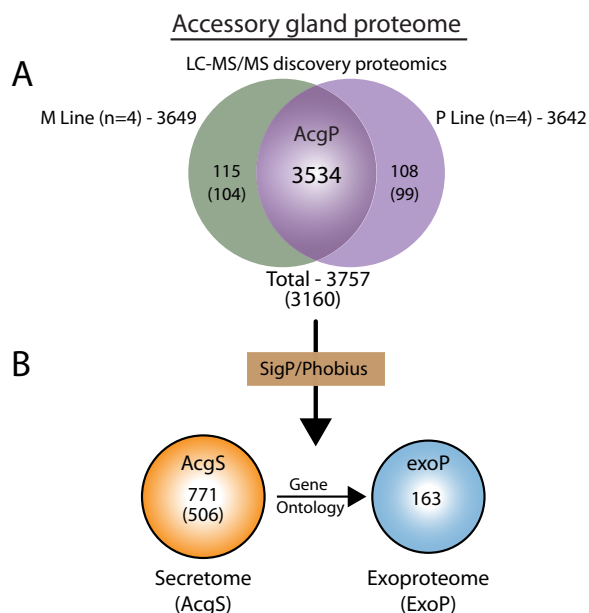 Accessory gland proteome
A
LC-MS/MS discovery proteomics
M Line (n=4) - 3649
P Line (n=4) - 3642
AcgP
115
(104)
3534
108
(99)
Total - 3757
(3160)
B
SigP/Phobius
AcgS
771
(506)
Gene
Ontology
exoP
163
Secretome
(AcgS)
Exoproteome
(ExoP)